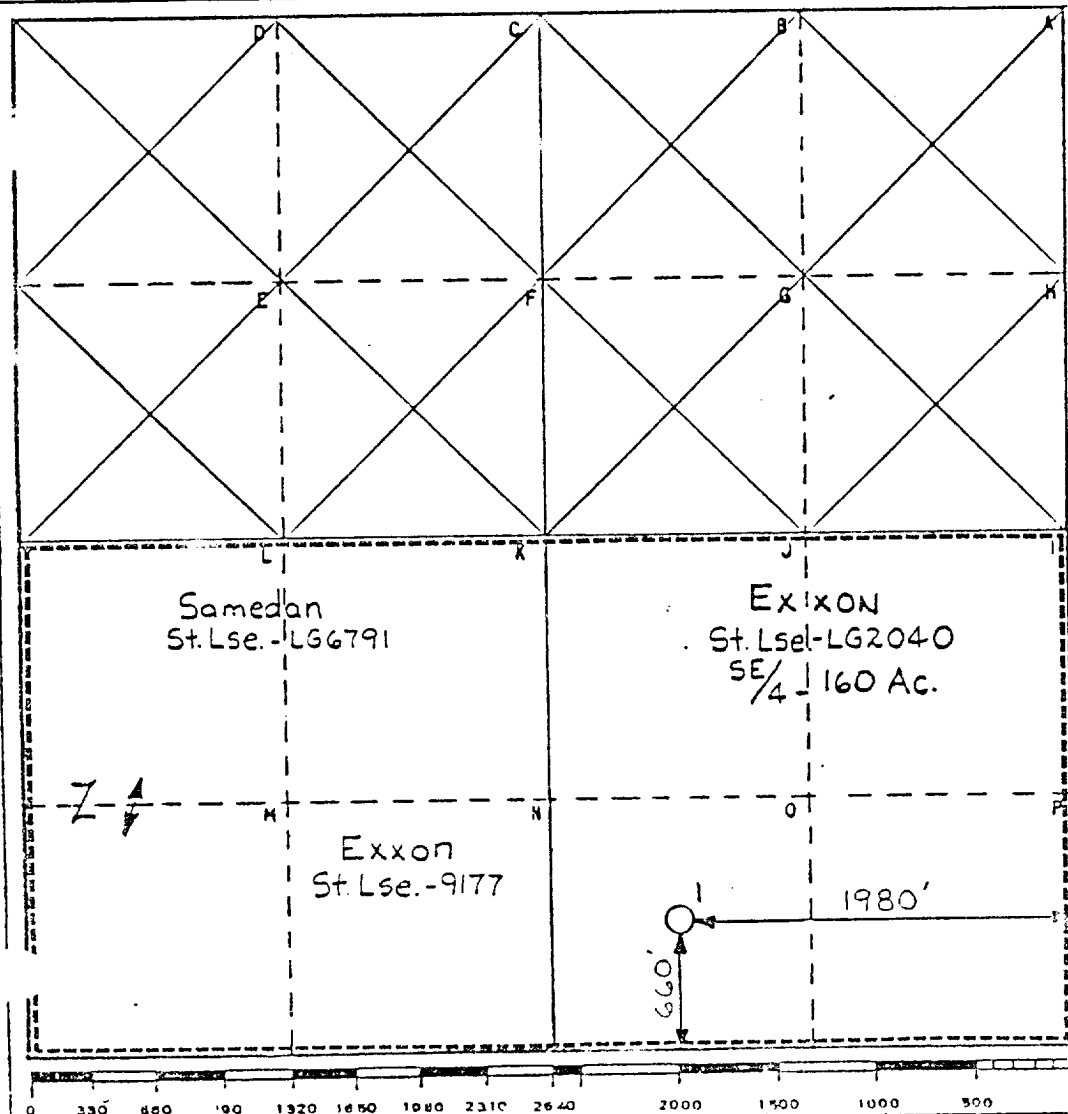 D C B A
E F G H
L K J I
Samedan
St. Lse. - LG6791
EXXON
St. Lse - LG2040
SE/4 - 160 Ac.
M N O P
Exxon
St. Lse. - 9177
1
1980'
660'
0 330 660 990 1320 1650 1980 2310 2640 2000 1500 1000 500